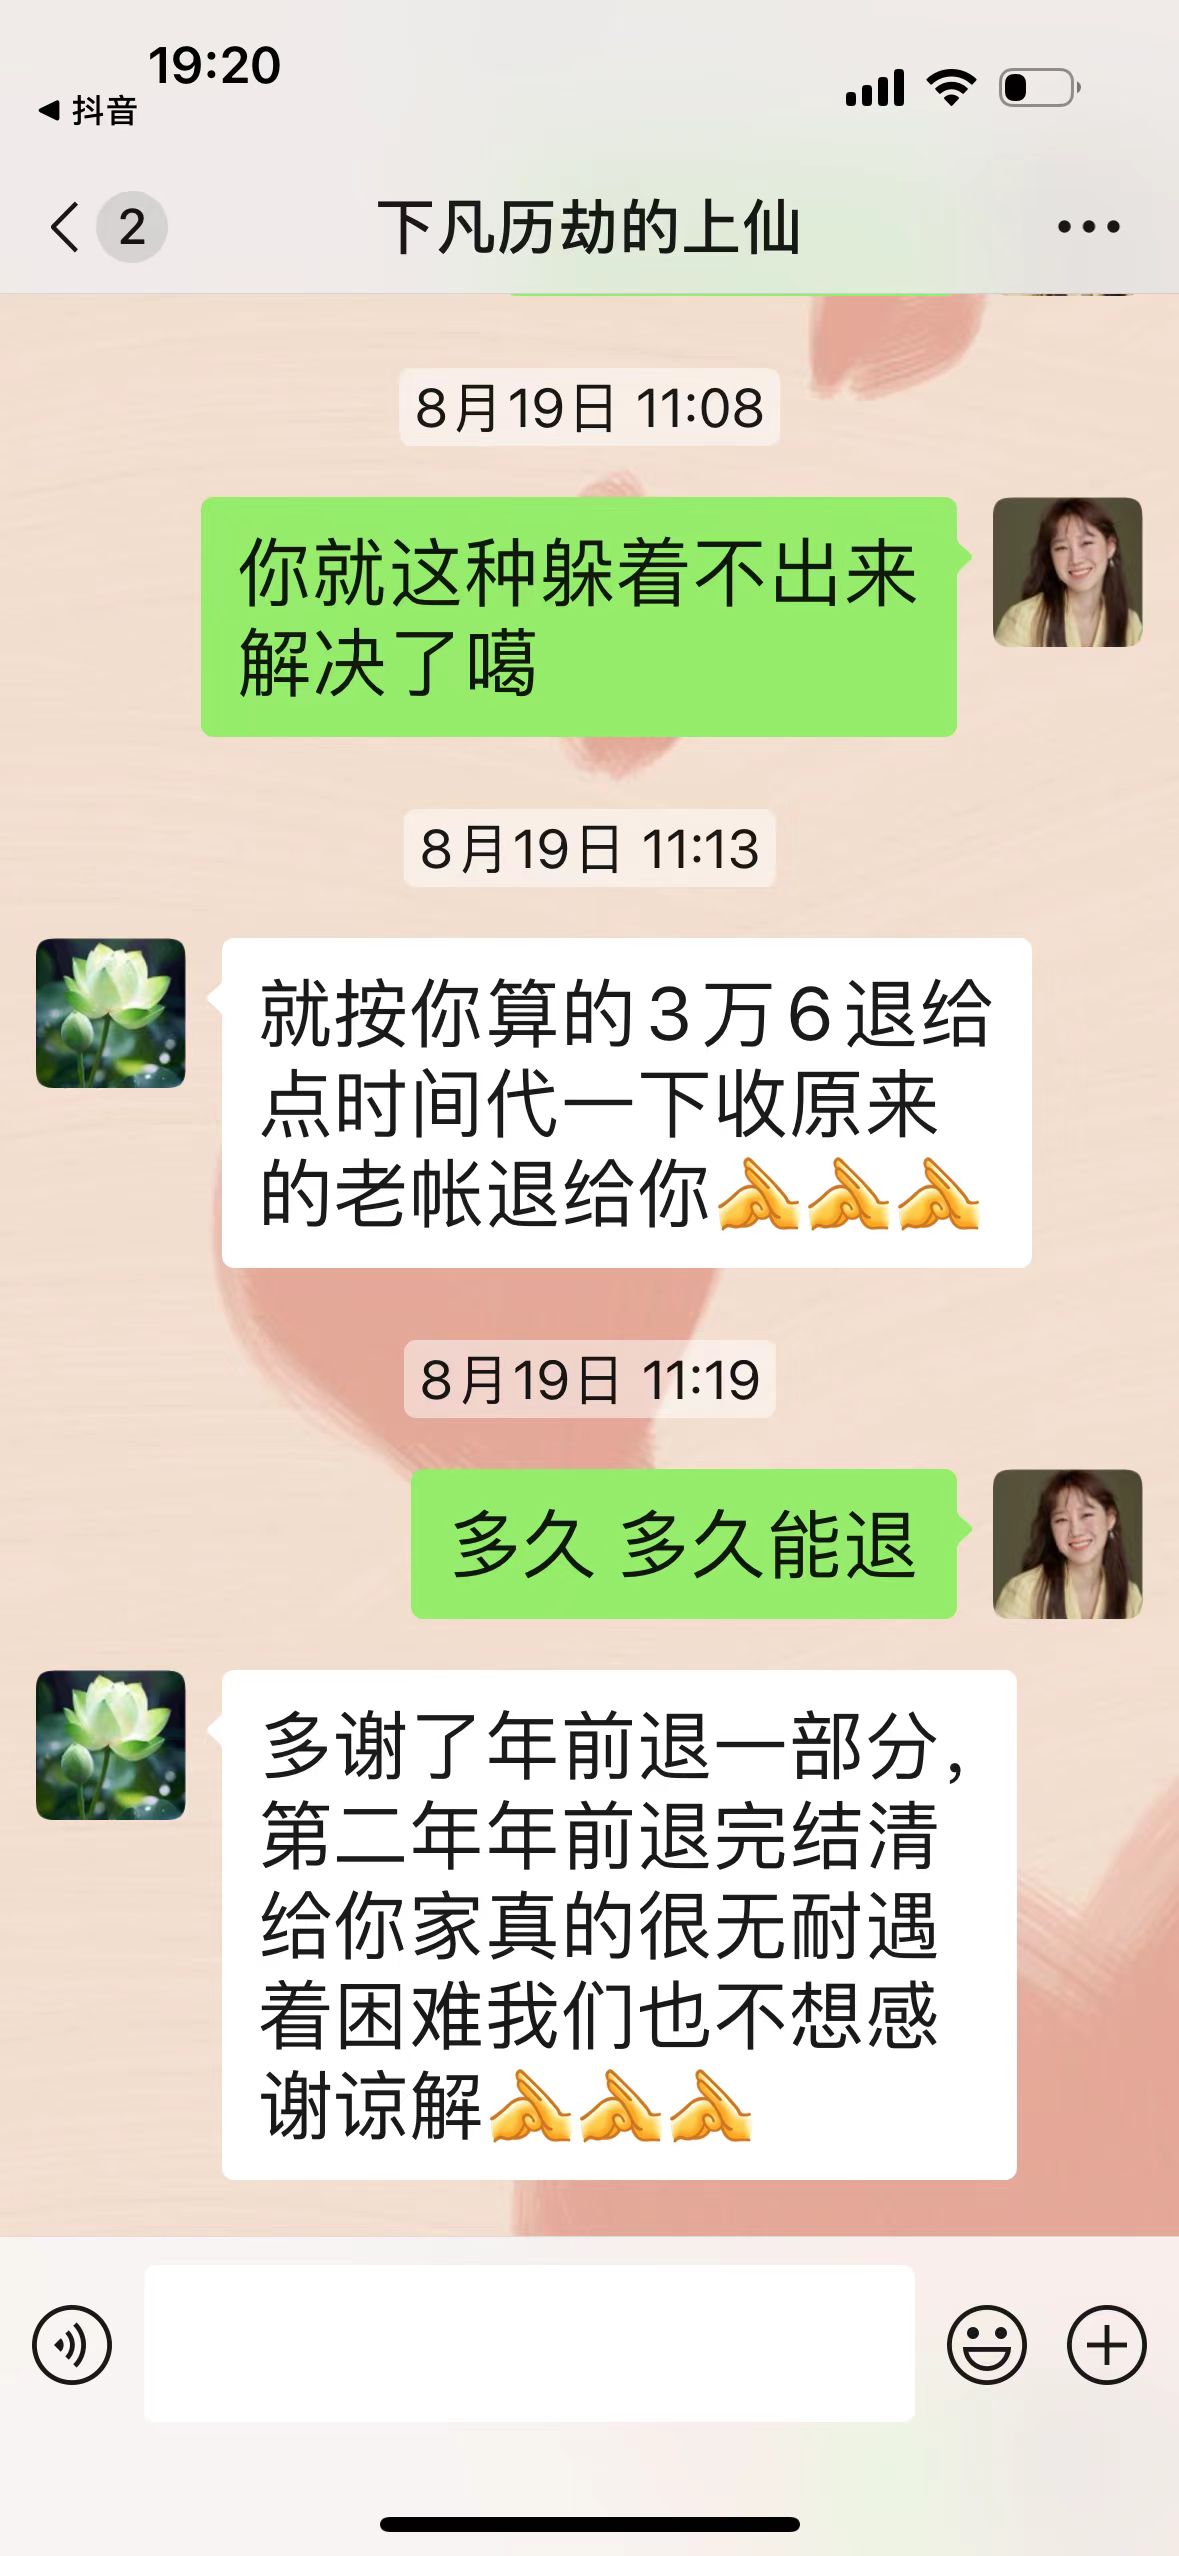 19:20
抖音
2
下凡历劫的上仙
8月19日 11:08
你就这种躲着不出来
解决了噶
8月19日 11:13
就按你算的3万6退给
点时间代一下收原来
的老帐退给你
8月19日 11:19
多久 多久能退
多谢了年前退一部分,
第二年年前退完结清
给你家真的很无耐遇
着困难我们也不想感
谢谅解